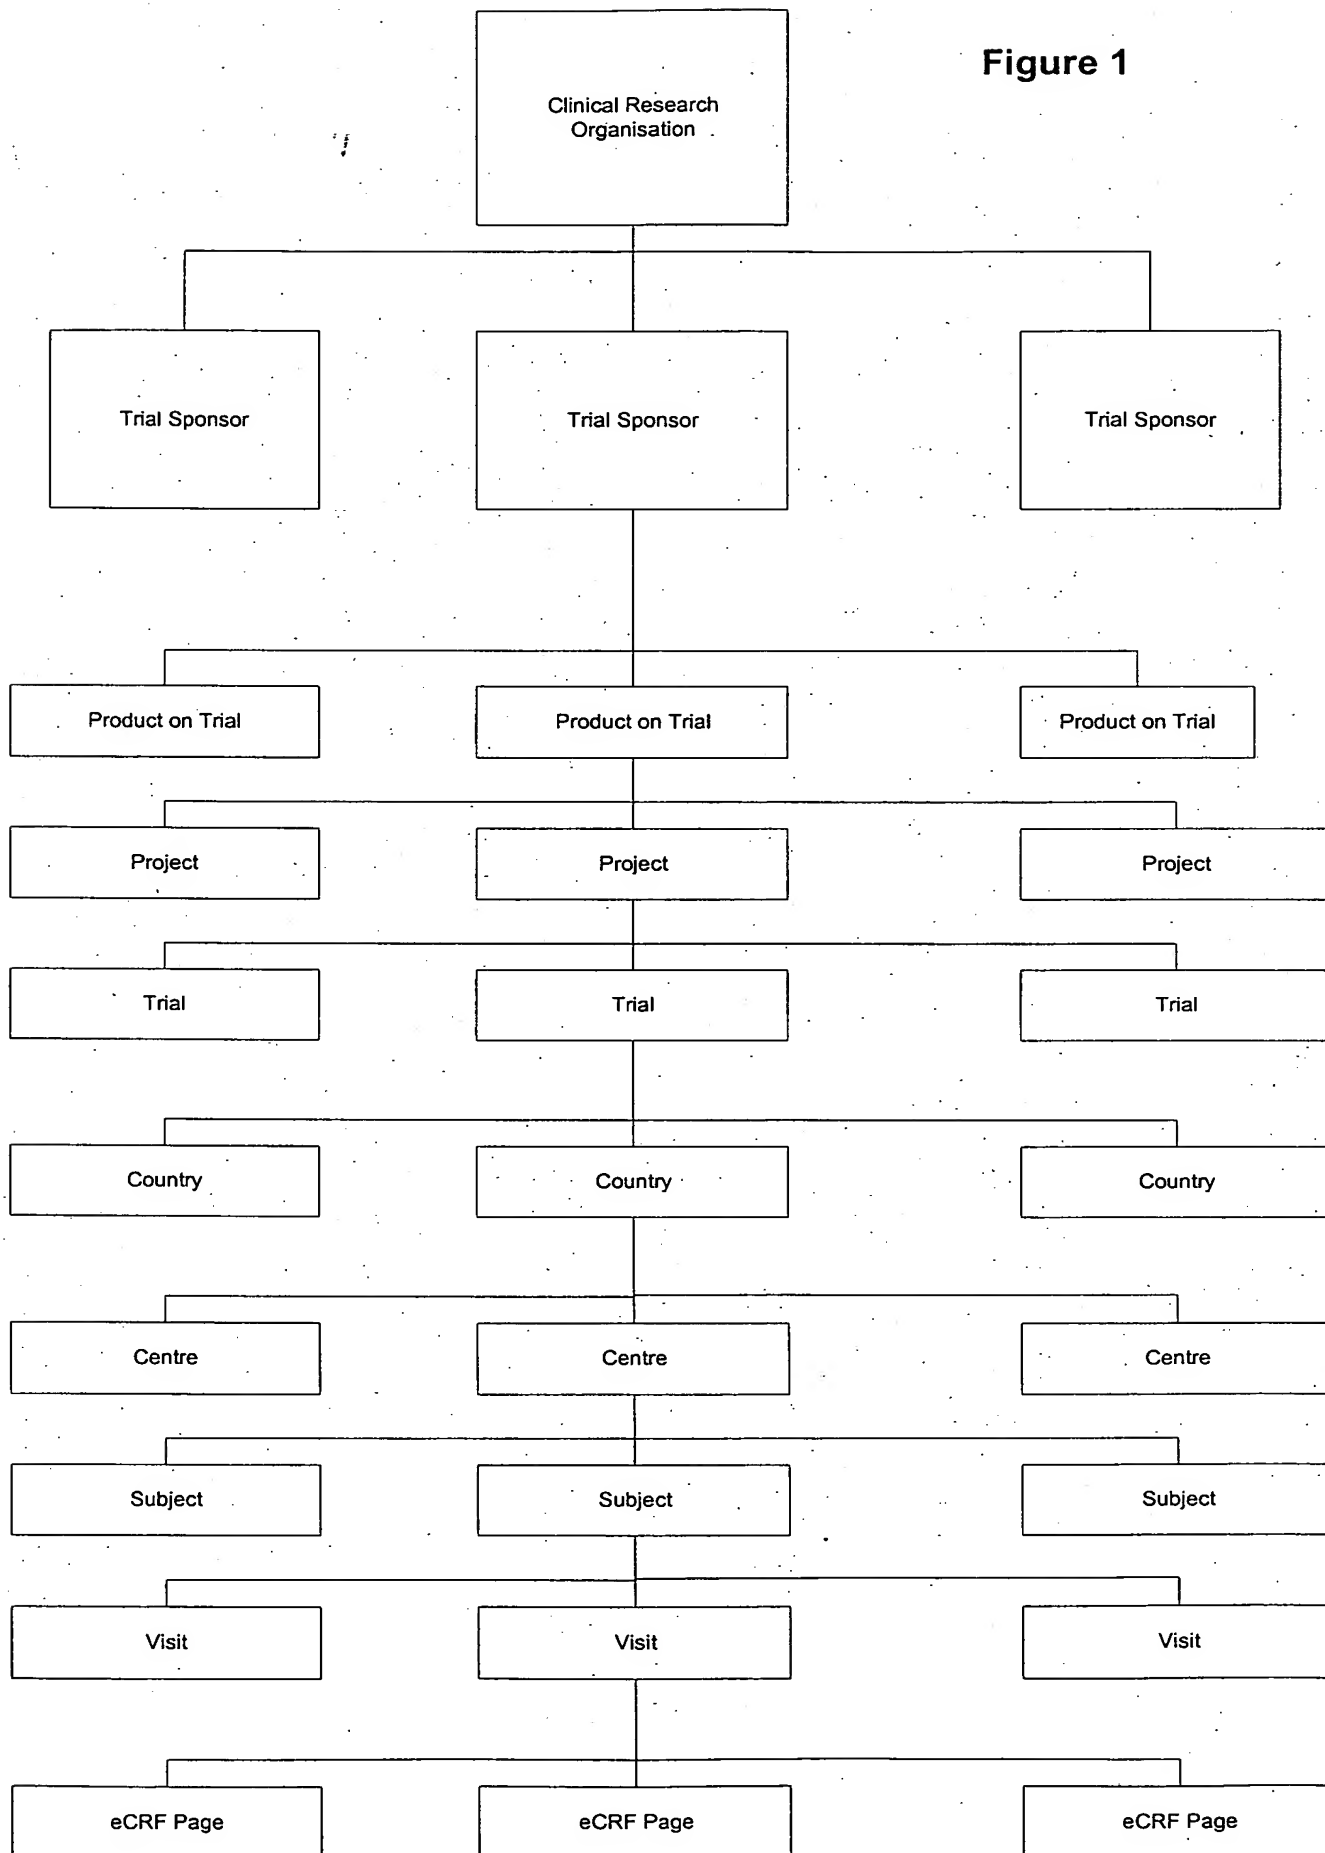 Figure 1
Clinical Research
Organisation
Trial Sponsor
Trial Sponsor
Trial Sponsor
Product on Trial
Product on Trial
Product on Trial
Project
Project
Project
Trial
Trial
Trial
Country
Country
Country
Centre
Centre
Centre
Subject
Subject
Subject
Visit
Visit
Visit
eCRF Page
eCRF Page
eCRF Page